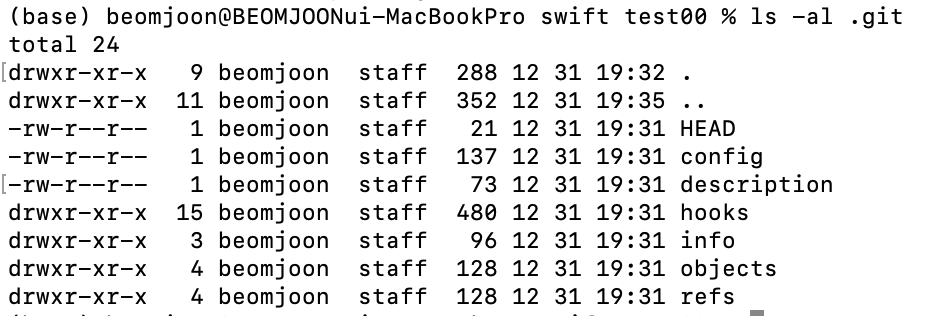 (base) beomjoon@BEOMJOONui-MacBookPro swift test00 % ls -al .git
total 24
[drwxr-xr-x   9 beomjoon  staff  288 12 31 19:32 .
drwxr-xr-x  11 beomjoon  staff  352 12 31 19:35 ..
-rw-r--r--   1 beomjoon  staff   21 12 31 19:31 HEAD
-rw-r--r--   1 beomjoon  staff  137 12 31 19:31 config
[-rw-r--r--   1 beomjoon  staff   73 12 31 19:31 description
drwxr-xr-x  15 beomjoon  staff  480 12 31 19:31 hooks
drwxr-xr-x   3 beomjoon  staff   96 12 31 19:31 info
drwxr-xr-x   4 beomjoon  staff  128 12 31 19:31 objects
drwxr-xr-x   4 beomjoon  staff  128 12 31 19:31 refs